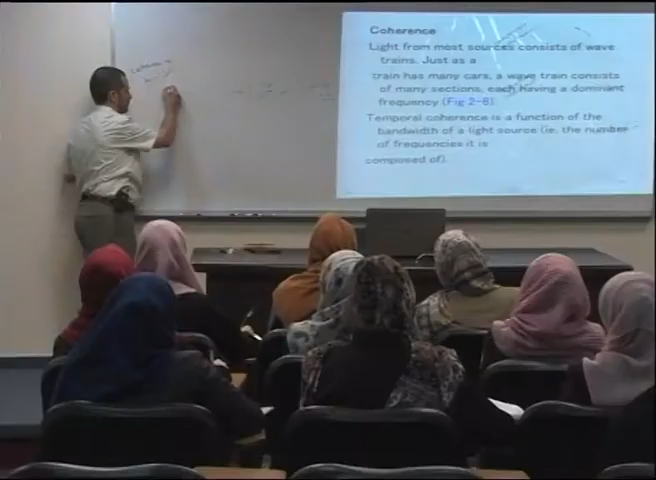 Coherence
Light from most sources consists of wave
trains. Just as a
train has many cars, a wave train consists
of many sections, each having a dominant
frequency (Fig 2-8)
Temporal coherence is a function of the
bandwidth of a light source (ie. the number
of frequencies it is
composed of).